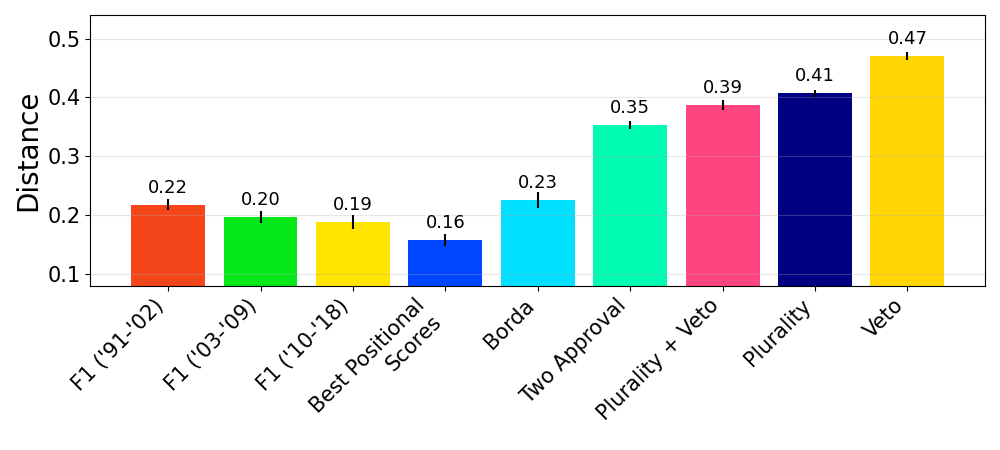 Distance
0.5
0.4
0.3
0.2
0.1
0.22
0.20
0.19
0.16
0.23
0.35
0.39
0.41
0.47
F1 ('91-'02)
F1 ('03-'09)
F1 ('10-'18)
Best Positional
Scores
Borda
Two Approval
Plurality + Veto
Plurality
Veto